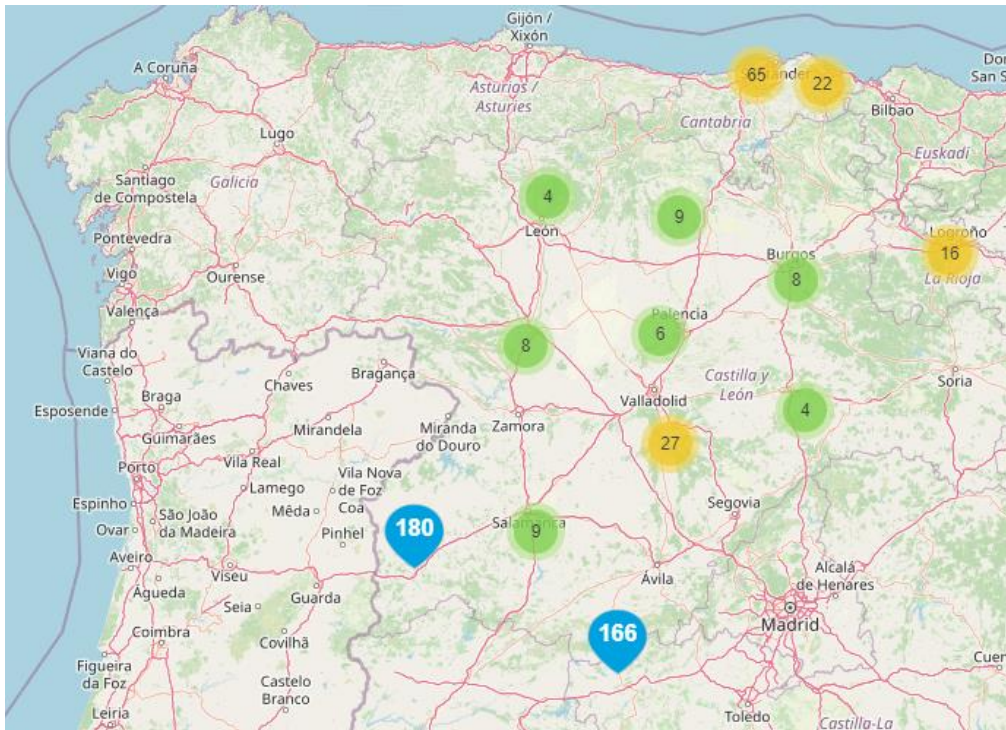 Gijón /
Xixón
A Coruña
65
ander
22
Don
San S
Asturias /
Asturies
Bilbao
Cantabria
Lugo
Euskadi
Santiago
de Compostela
Galicia
4
9
León
Logroño
Pontevedra
Burgos
16
Vigo
Ourense
8
La Rioja
Valença
Palencia
6
8
Viana do
Castelo
Bragança
Chaves
Castilla y
León
Soria
Braga
Valladolid
Esposende
4
Guimarães
Mirandela
Miranda
do Douro
Zamora
27
Porto
Vila Real
Vila Nova
de Foz
Coa
Lamego
Espinho
Segovia
São João
da Madeira
Mêda
180
Salamanca
9
Ovar
Pinhel
Aveiro
Viseu
Ávila
Alcalá
de Henares
Águeda
Guarda
Seia
Madrid
Coimbra
166
Covilhã
Figueira
da Foz
Cuen
Castelo
Branco
Leiria
Toledo
Castilla-La